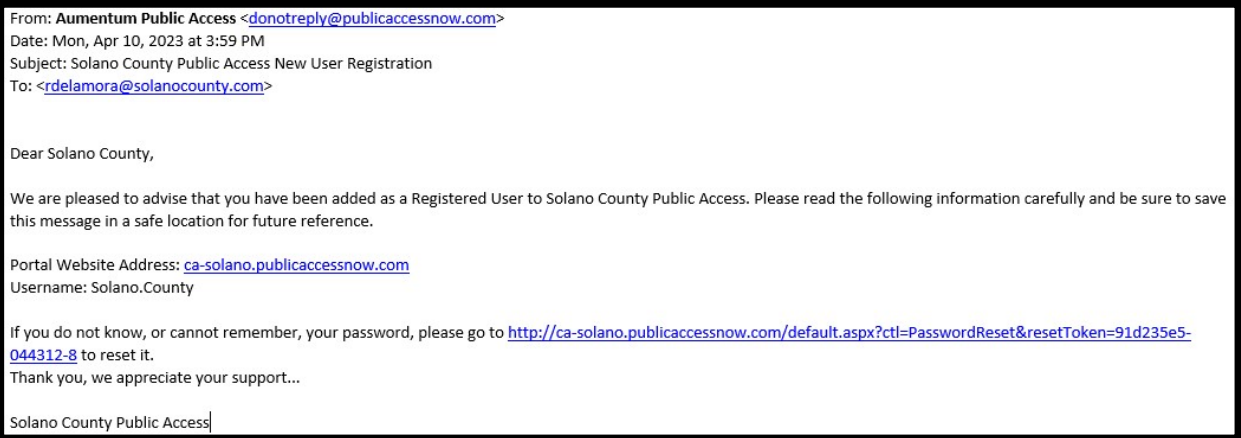 From: Aumentum Public Access <donotreply@publicaccessnow.com>
Date: Mon, Apr 10, 2023 at 3:59 PM
Subject: Solano County Public Access New User Registration
To: <rdelamora@solanocounty.com>
Dear Solano County,
We are pleased to advise that you have been added as a Registered User to Solano County Public Access. Please read the following information carefully and be sure to save
this message in a safe location for future reference.
Portal Website Address: ca-solano.publicaccessnow.com
Username: Solano.County
If you do not know, or cannot remember, your password, please go to http://ca-solano.publicaccessnow.com/default.aspx?ctl=PasswordReset&resetToken=91d235e5-
044312-8 to reset it.
Thank you, we appreciate your support...
Solano County Public Access